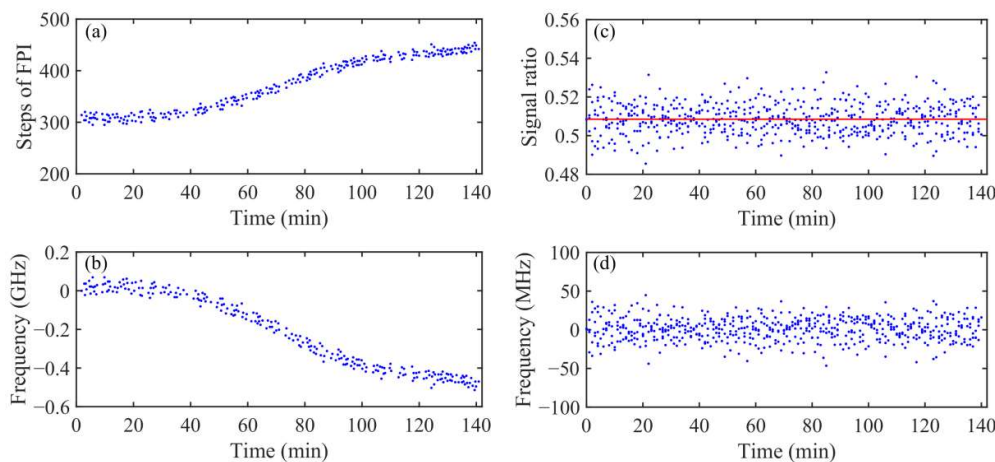 (a)
Steps of FPI
500
400
300
200
0 20 40 60 80 100 120 140
Time (min)
(c)
Signal ratio
0.56
0.54
0.52
0.5
0.48
0 20 40 60 80 100 120 140
Time (min)
(b)
Frequency (GHz)
0.2
0
−0.2
−0.4
−0.6
0 20 40 60 80 100 120 140
Time (min)
(d)
Frequency (MHz)
100
50
0
−50
−100
0 20 40 60 80 100 120 140
Time (min)